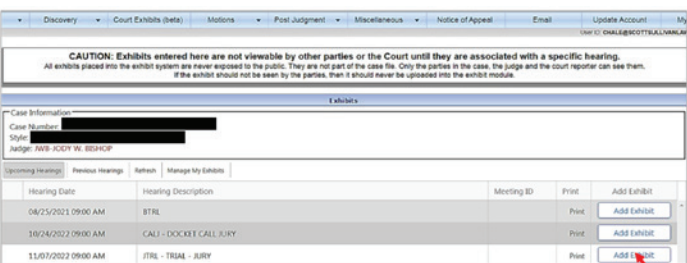 Discovery Court Exhibits (beta) Motions Post Judgment Miscellaneous Notice of Appeal Email Update Account My
User ID: CHALE@SCOTTSULLIVANLAW
CAUTION: Exhibits entered here are not viewable by other parties or the Court until they are associated with a specific hearing.
All exhibits placed into the exhibit system are never exposed to the public. They are not part of the case file. Only the parties in the case, the judge and the court reporter can see them.
If the exhibit should not be seen by the parties, then it should never be uploaded into the exhibit module.
Exhibits
Case Information
Case Number:
Style:
Judge: JWB-JODY W. BISHOP
Upcoming Hearings Previous Hearings Refresh Manage My Exhibits
Hearing Date Hearing Description Meeting ID Print Add Exhibit
08/25/2021 09:00 AM BTRL Print Add Exhibit
10/24/2022 09:00 AM CALJ - DOCKET CALL JURY Print Add Exhibit
11/07/2022 09:00 AM JTRL - TRIAL - JURY Print Add Exhibit